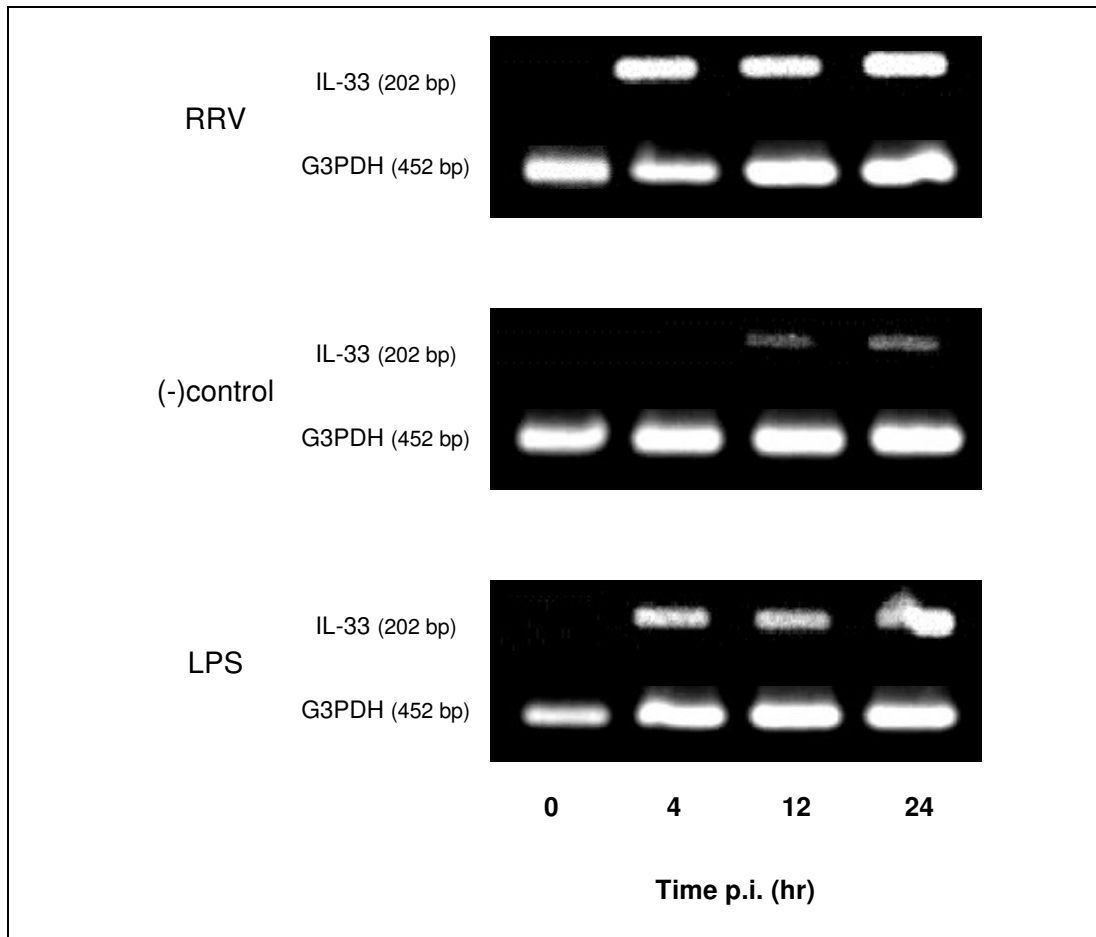 IL-33 (202 bp)
RRV
G3PDH (452 bp)
IL-33 (202 bp)
(-)control
G3PDH (452 bp)
IL-33 (202 bp)
LPS
G3PDH (452 bp)
0 4 12 24
Time p.i. (hr)